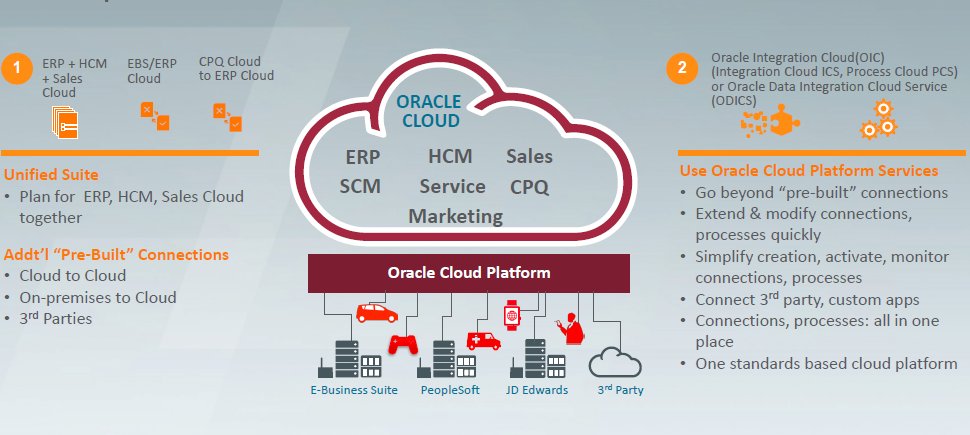 1
ERP + HCM
+ Sales
Cloud
EBS/ERP
Cloud
CPQ Cloud
to ERP Cloud
Unified Suite
• Plan for ERP, HCM, Sales Cloud
together
Addt’l “Pre-Built” Connections
• Cloud to Cloud
• On-premises to Cloud
• 3rd Parties
ORACLE
CLOUD
ERP HCM Sales
SCM Service CPQ
Marketing
Oracle Cloud Platform
E-Business Suite PeopleSoft JD Edwards 3rd Party
2
Oracle Integration Cloud(OIC)
(Integration Cloud ICS, Process Cloud PCS)
or Oracle Data Integration Cloud Service
(ODICS)
Use Oracle Cloud Platform Services
• Go beyond “pre-built” connections
• Extend & modify connections,
processes quickly
• Simplify creation, activate, monitor
connections, processes
• Connect 3rd party, custom apps
• Connections, processes: all in one
place
• One standards based cloud platform